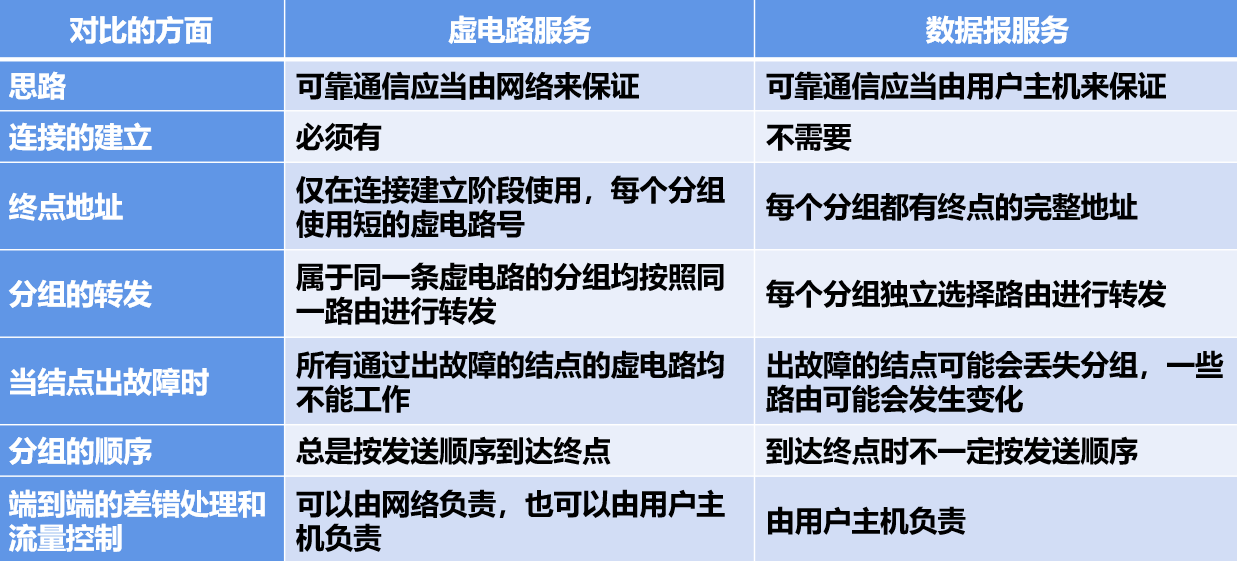 对比的方面
虚电路服务
数据报服务
思路
可靠通信应当由网络来保证
可靠通信应当由用户主机来保证
连接的建立
必须有
不需要
终点地址
仅在连接建立阶段使用，每个分组
使用短的虚电路号
每个分组都有终点的完整地址
分组的转发
属于同一条虚电路的分组均按照同
一路由进行转发
每个分组独立选择路由进行转发
当结点出故障时
所有通过出故障的结点的虚电路均
不能工作
出故障的结点可能会丢失分组，一些
路由可能会发生变化
分组的顺序
总是按发送顺序到达终点
到达终点时不一定按发送顺序
端到端的差错处理和
流量控制
可以由网络负责，也可以由用户主
机负责
由用户主机负责